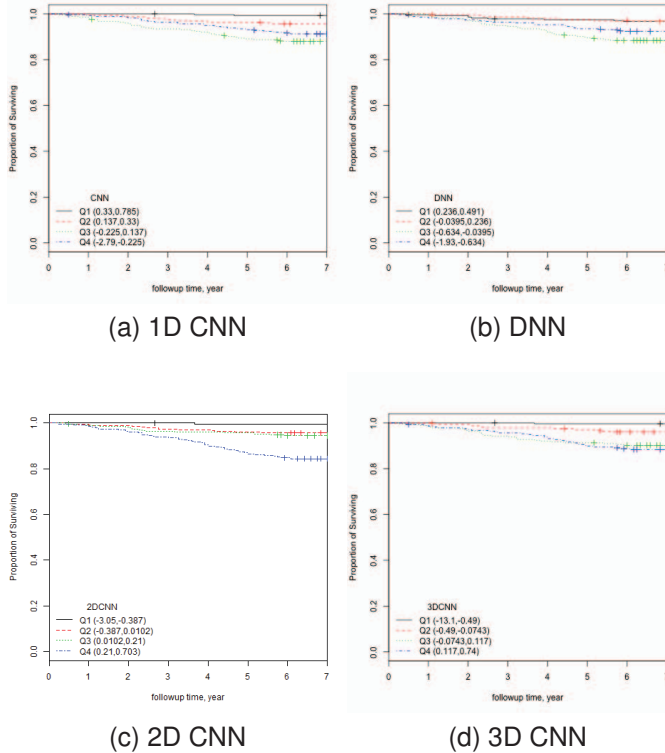 1.0
0.8
0.6
0.4
0.2
0.0
Proportion of Surviving
CNN
Q1 (0.33,0.785)
Q2 (0.137,0.33)
Q3 (-0.225,0.137)
Q4 (-2.79,-0.225)
0 1 2 3 4 5 6 7
followup time, year
(a) 1D CNN
1.0
0.8
0.6
0.4
0.2
0.0
Proportion of Surviving
DNN
Q1 (0.236,0.491)
Q2 (-0.0395,0.236)
Q3 (-0.634,-0.0395)
Q4 (-1.93,-0.634)
0 1 2 3 4 5 6 7
followup time, year
(b) DNN
1.0
0.8
0.6
0.4
0.2
0.0
Proportion of Surviving
2DCNN
Q1 (-3.05,-0.387)
Q2 (-0.387,0.0102)
Q3 (0.0102,0.21)
Q4 (0.21,0.703)
0 1 2 3 4 5 6 7
followup time, year
(c) 2D CNN
1.0
0.8
0.6
0.4
0.2
0.0
Proportion of Surviving
3DCNN
Q1 (-13.1,-0.49)
Q2 (-0.49,-0.0743)
Q3 (-0.0743,0.117)
Q4 (0.117,0.74)
0 1 2 3 4 5 6 7
followup time, year
(d) 3D CNN